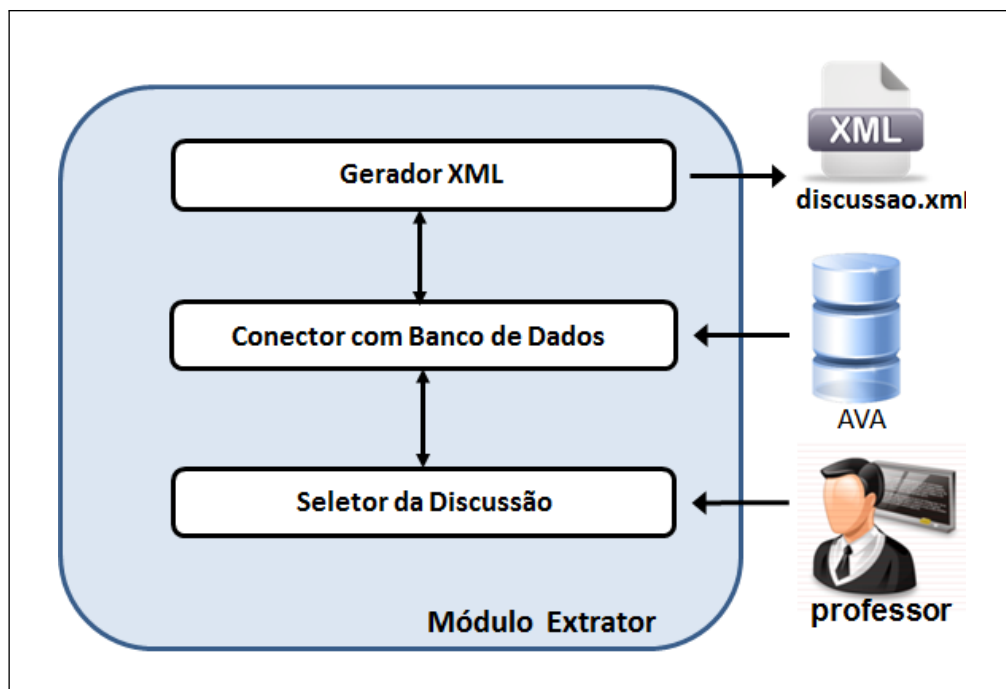 Gerador XML
XML
discussao.xml
Conector com Banco de Dados
AVA
Seletor da Discussão
professor
Módulo Extrator